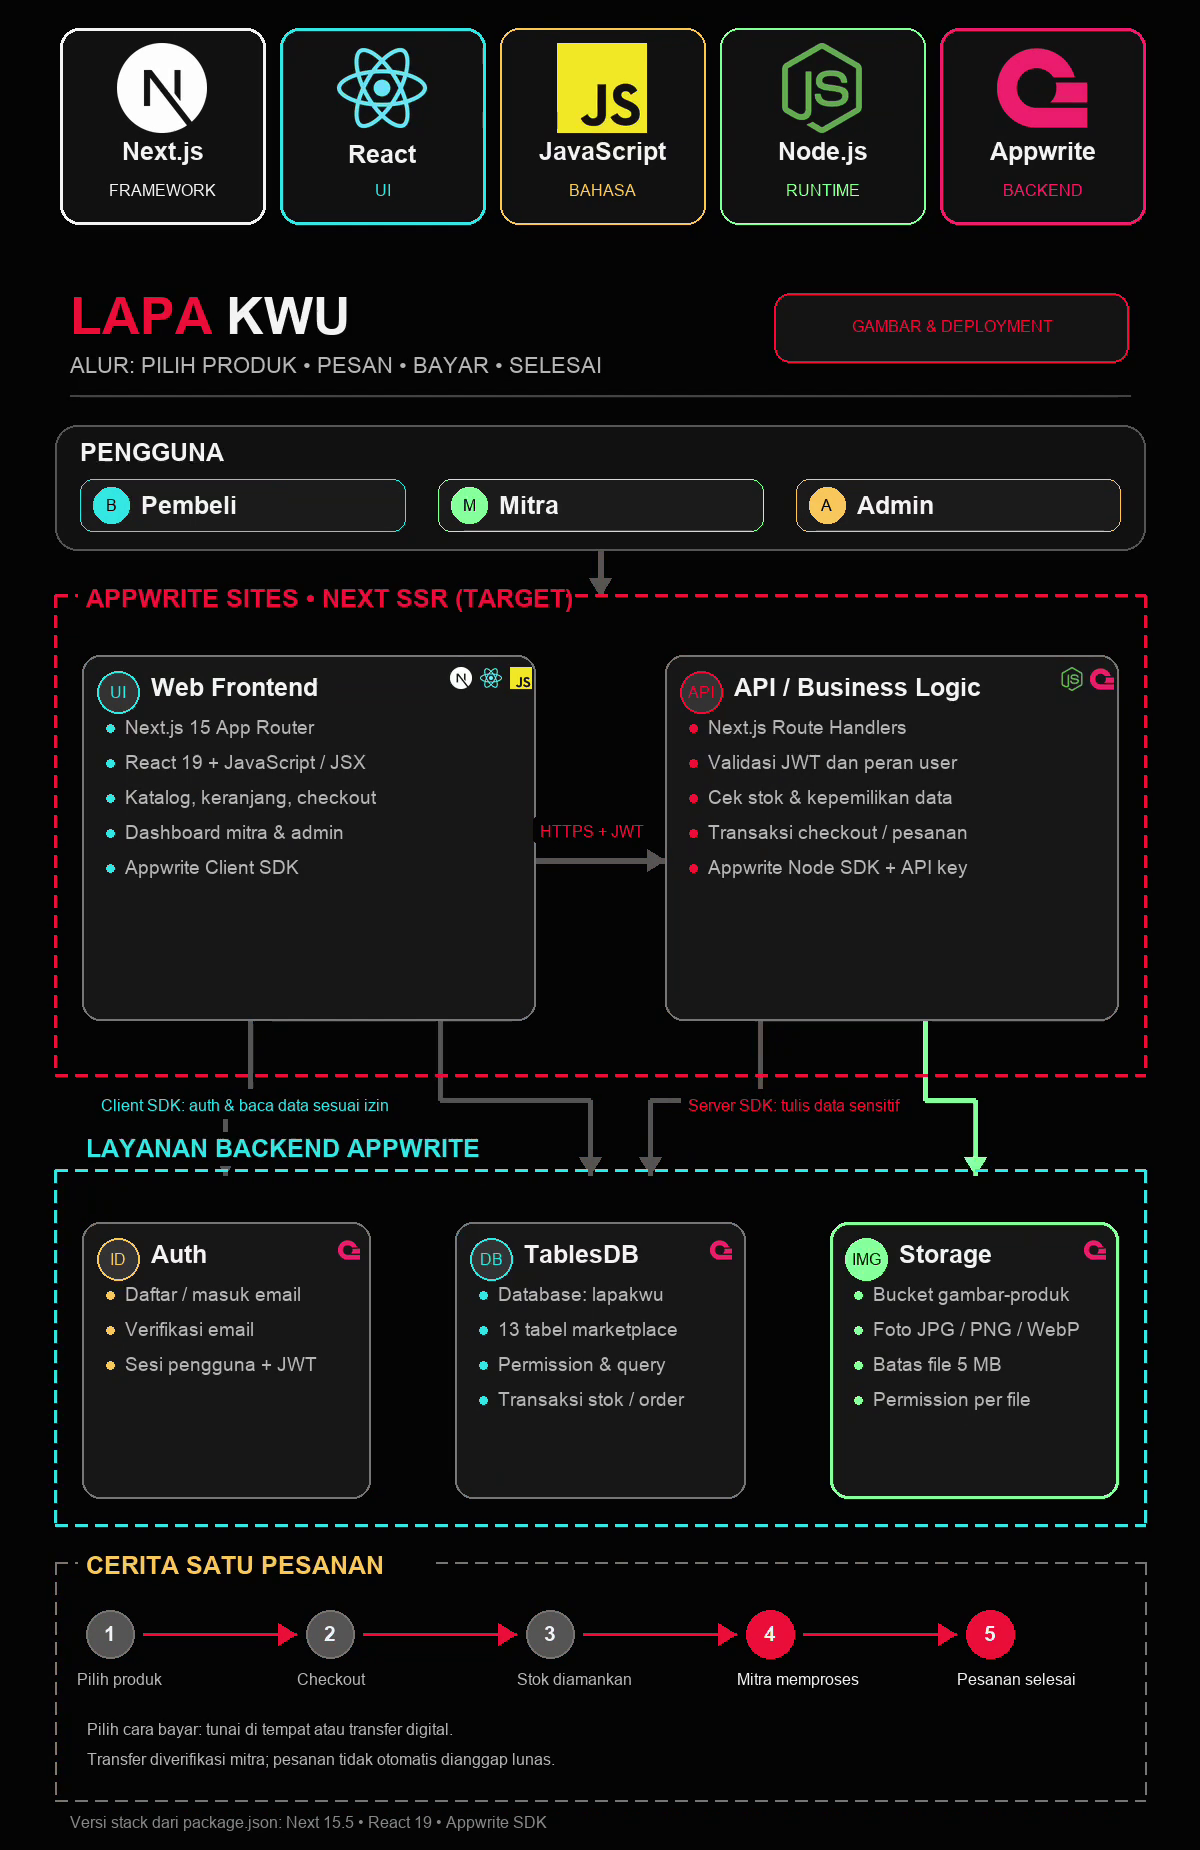 Next.js
FRAMEWORK
React
UI
JS
JavaScript
BAHASA
JS
Node.js
RUNTIME
Appwrite
BACKEND
LAPA KWU
ALUR: PILIH PRODUK • PESAN • BAYAR • SELESAI
GAMBAR & DEPLOYMENT
PENGGUNA
B Pembeli
M Mitra
A Admin
APPWRITE SITES • NEXT SSR (TARGET)
UI Web Frontend
JS
Next.js 15 App Router
React 19 + JavaScript / JSX
Katalog, keranjang, checkout
Dashboard mitra & admin
Appwrite Client SDK
HTTPS + JWT
API API / Business Logic
JS
Next.js Route Handlers
Validasi JWT dan peran user
Cek stok & kepemilikan data
Transaksi checkout / pesanan
Appwrite Node SDK + API key
Client SDK: auth & baca data sesuai izin
Server SDK: tulis data sensitif
LAYANAN BACKEND APPWRITE
ID Auth
Daftar / masuk email
Verifikasi email
Sesi pengguna + JWT
DB TablesDB
Database: lapakwu
13 tabel marketplace
Permission & query
Transaksi stok / order
IMG Storage
Bucket gambar-produk
Foto JPG / PNG / WebP
Batas file 5 MB
Permission per file
CERITA SATU PESANAN
1
Pilih produk
2
Checkout
3
Stok diamankan
4
Mitra memproses
5
Pesanan selesai
Pilih cara bayar: tunai di tempat atau transfer digital.
Transfer diverifikasi mitra; pesanan tidak otomatis dianggap lunas.
Versi stack dari package.json: Next 15.5 • React 19 • Appwrite SDK